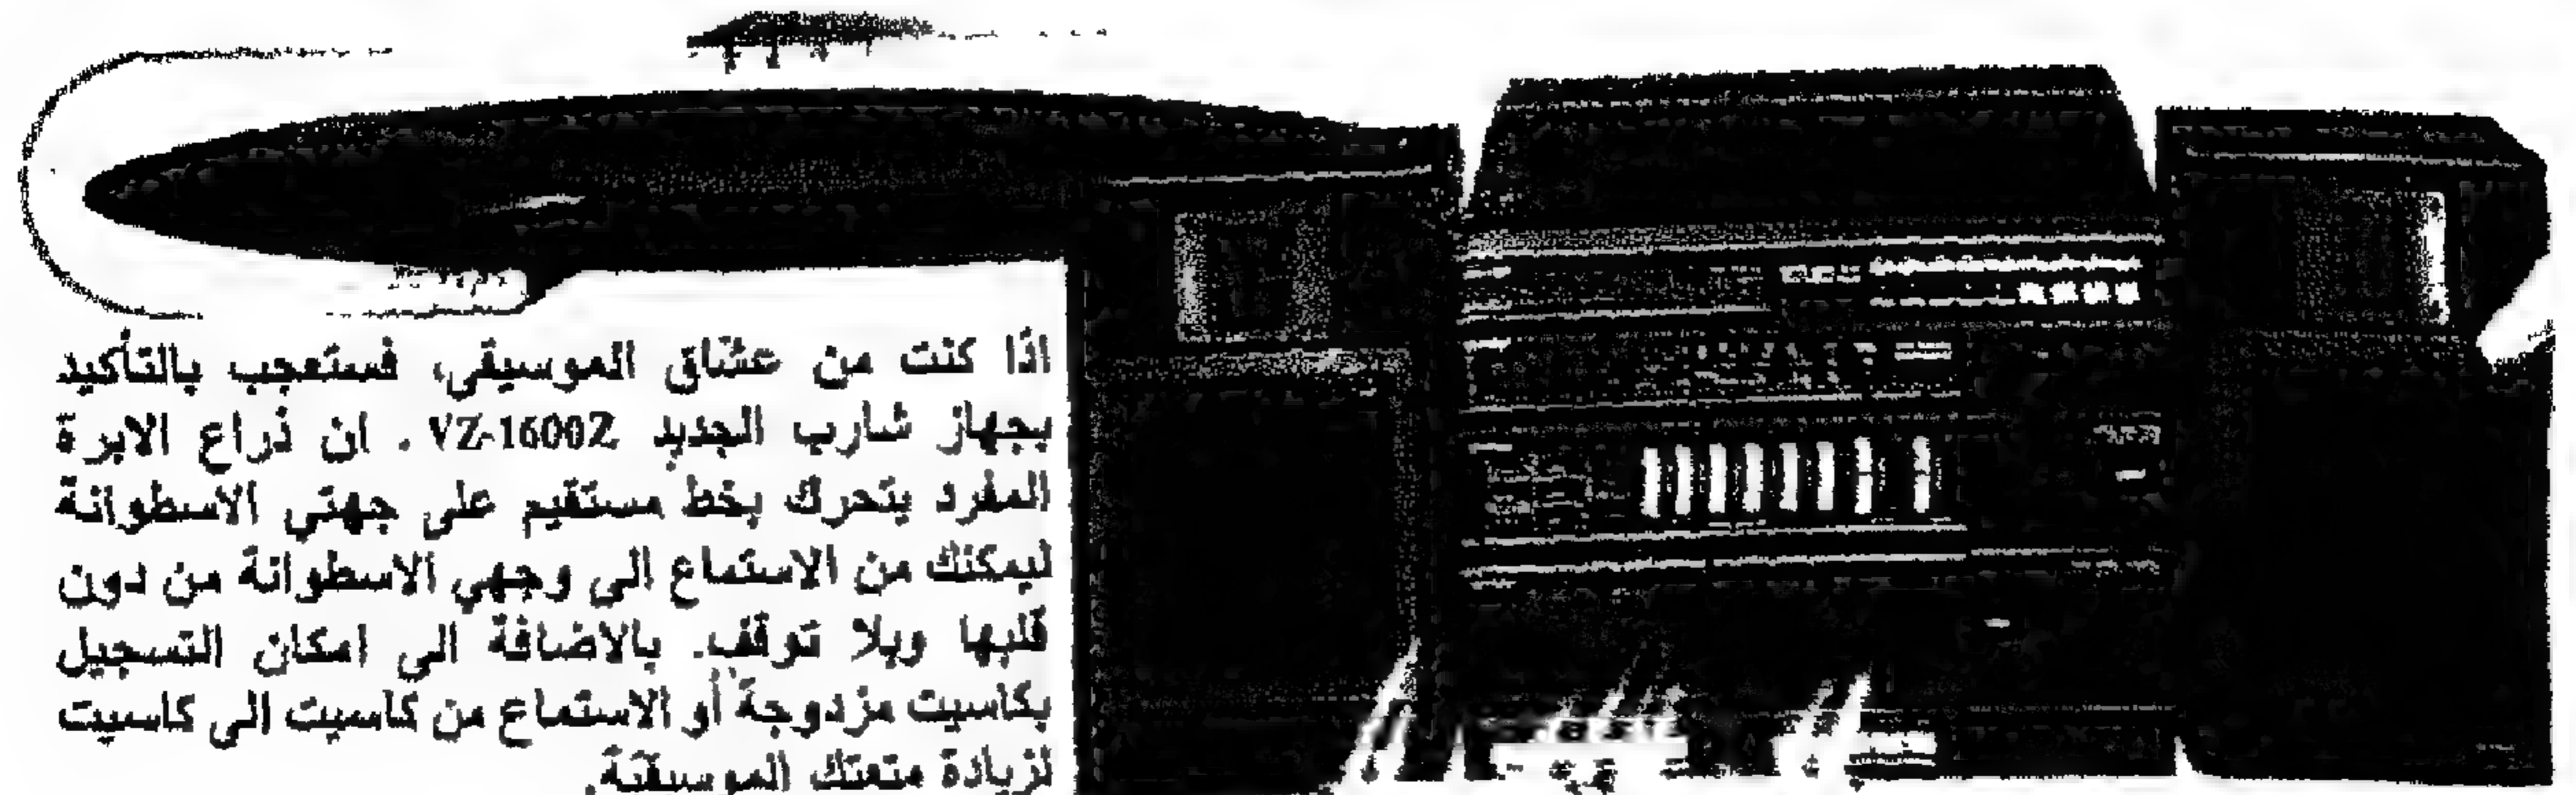 اذا كنت من عشاق الموسيقى، فستعجب بالتأكيد
بجهاز شارب الجديد VZ-1600Z . ان ذراع الابرة
المفرد يتحرك بخط مستقيم على جهتي الاسطوانة
ليمكنك من الاستماع الى وجهي الاسطوانة من دون
قلبها وبلا توقف. بالاضافة الى امكان التسجيل
بكاسيت مزدوجة أو الاستماع من كاسيت الى كاسيت
لزيادة متعتك الموسيقية.